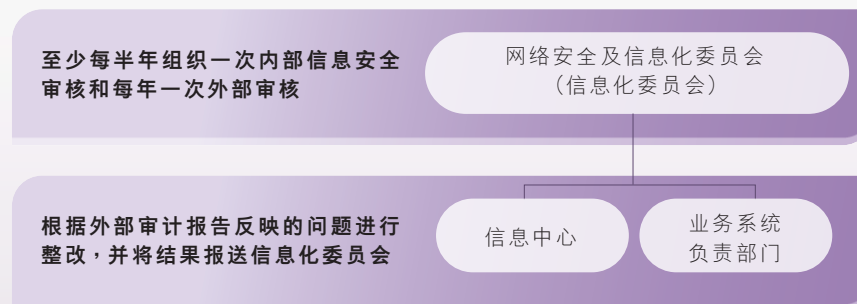 至少每半年组织一次内部信息安全
审核和每年一次外部审核
网络安全及信息化委员会
（信息化委员会）
根据外部审计报告反映的问题进行
整改，并将结果报送信息化委员会
信息中心
业务系统
负责部门